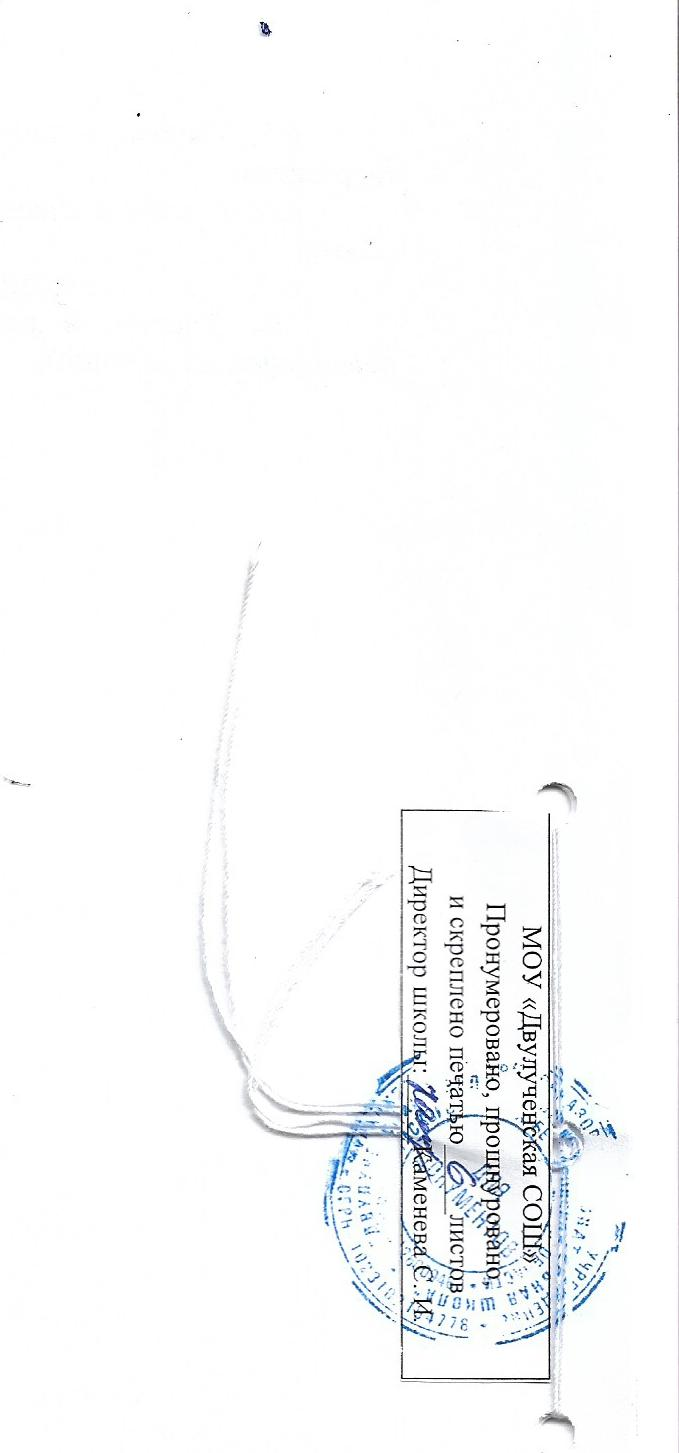 МОУ «Двулученская СОШ»
Пронумеровано, прошнуровано
и скреплено печатью 6 листов
Директор школы: Каменева С. И.